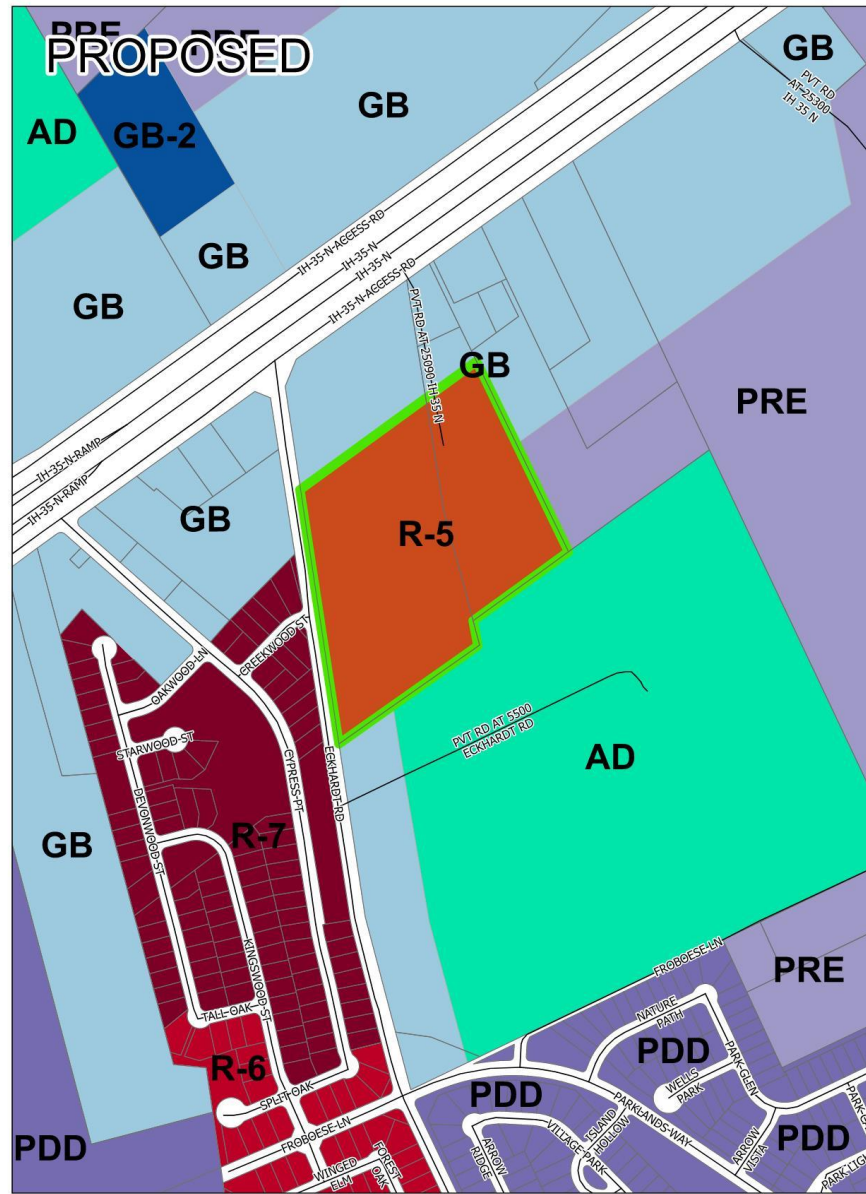 PRE
PRE
PROPOSED
GB
PVT RD
AT 25300
IH 35 N
GB
AD
GB-2
IH-35-N-ACCESS-RD
IH-35-N
IH-35-N
IH-35-N-ACCESS-RD
GB
GB
PVT-RD-AT-25090-IH-35 N
GB
PRE
IH-35-N-RAMP
IH-35-N-RAMP
GB
R-5
CREEKWOOD-ST
OAKWOOD-LN
STARWOOD-ST
DEVONWOOD-ST
CYPRESS-PT
ECKHARDT-RD
PVT RD AT 5500
ECKHARDT RD
AD
R-7
GB
KINGSWOOD-ST
TALL-OAK
FROBOESE-LN
PRE
NATURE
PATH
PDD
PARK-GLEN
WELLS
PARK
R-6
SPLIT-OAK
PDD
PARKLANDS-WAY
FROBOESE-LN
ISLAND
HOLLOW
VILLAGE-PARK
ARROW
RIDGE
ARROW
VISTA
PDD
PDD
FOREST
OAK
WINGED
ELM